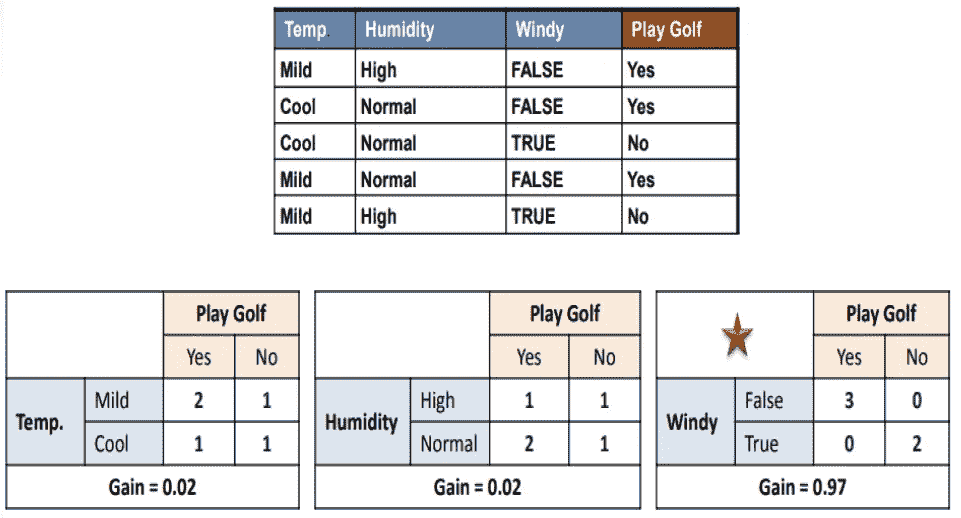 Temp. Humidity Windy Play Golf
Mild High FALSE Yes
Cool Normal FALSE Yes
Cool Normal TRUE No
Mild Normal FALSE Yes
Mild High TRUE No
Play Golf
Yes No
Temp. Mild 2 1
Cool 1 1
Gain = 0.02
Play Golf
Yes No
Humidity High 1 1
Normal 2 1
Gain = 0.02
Play Golf
Yes No
Windy False 3 0
True 0 2
Gain = 0.97